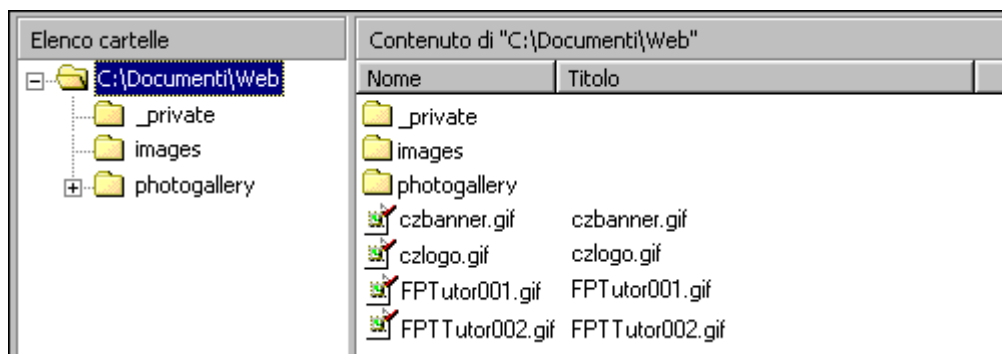 Elenco cartelle
C:\Documenti\Web
_private
images
photogallery
Contenuto di "C:\Documenti\Web"
Nome Titolo
_private
images
photogallery
czbanner.gif czbanner.gif
czlogo.gif czlogo.gif
FPTutor001.gif FPTutor001.gif
FPTTutor002.gif FPTTutor002.gif